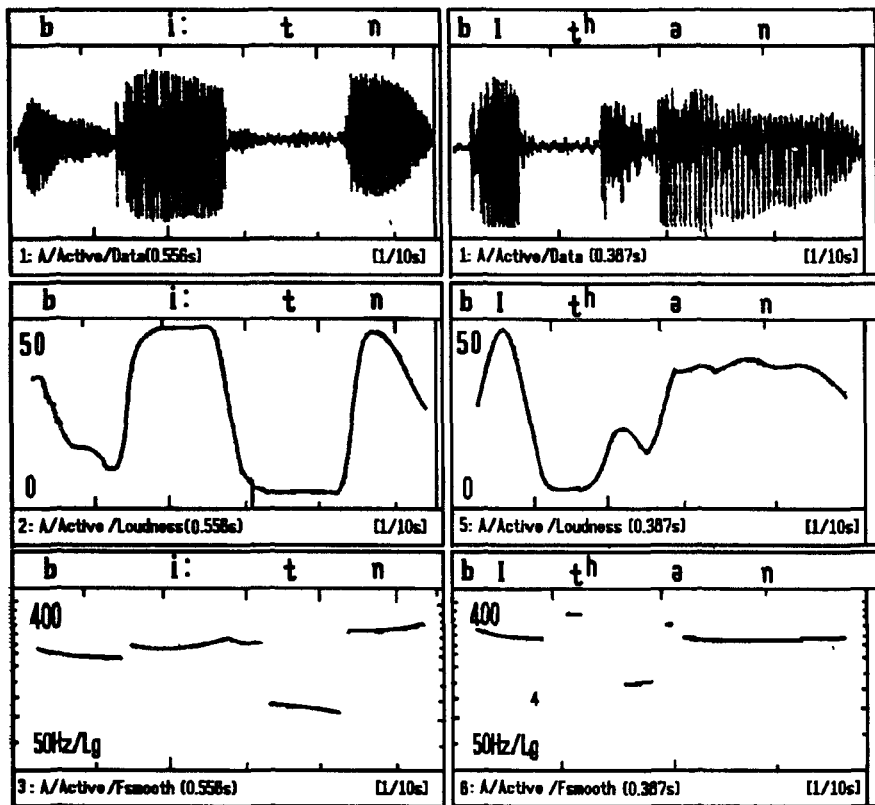 b i: t n
1: A/Active/Data(0.556s) [1/10s]
b I tʰ a n
1: A/Active/Data (0.387s) [1/10s]
b i: t n
50
0
2: A/Active/Loudness(0.558s) [1/10s]
b I tʰ a n
50
0
5: A/Active/Loudness (0.387s) [1/10s]
b i: t n
400
50Hz/Lg
3: A/Active/Fsmooth (0.558s) [1/10s]
b I tʰ a n
400
4
50Hz/Lg
6: A/Active/Fsmooth (0.387s) [1/10s]